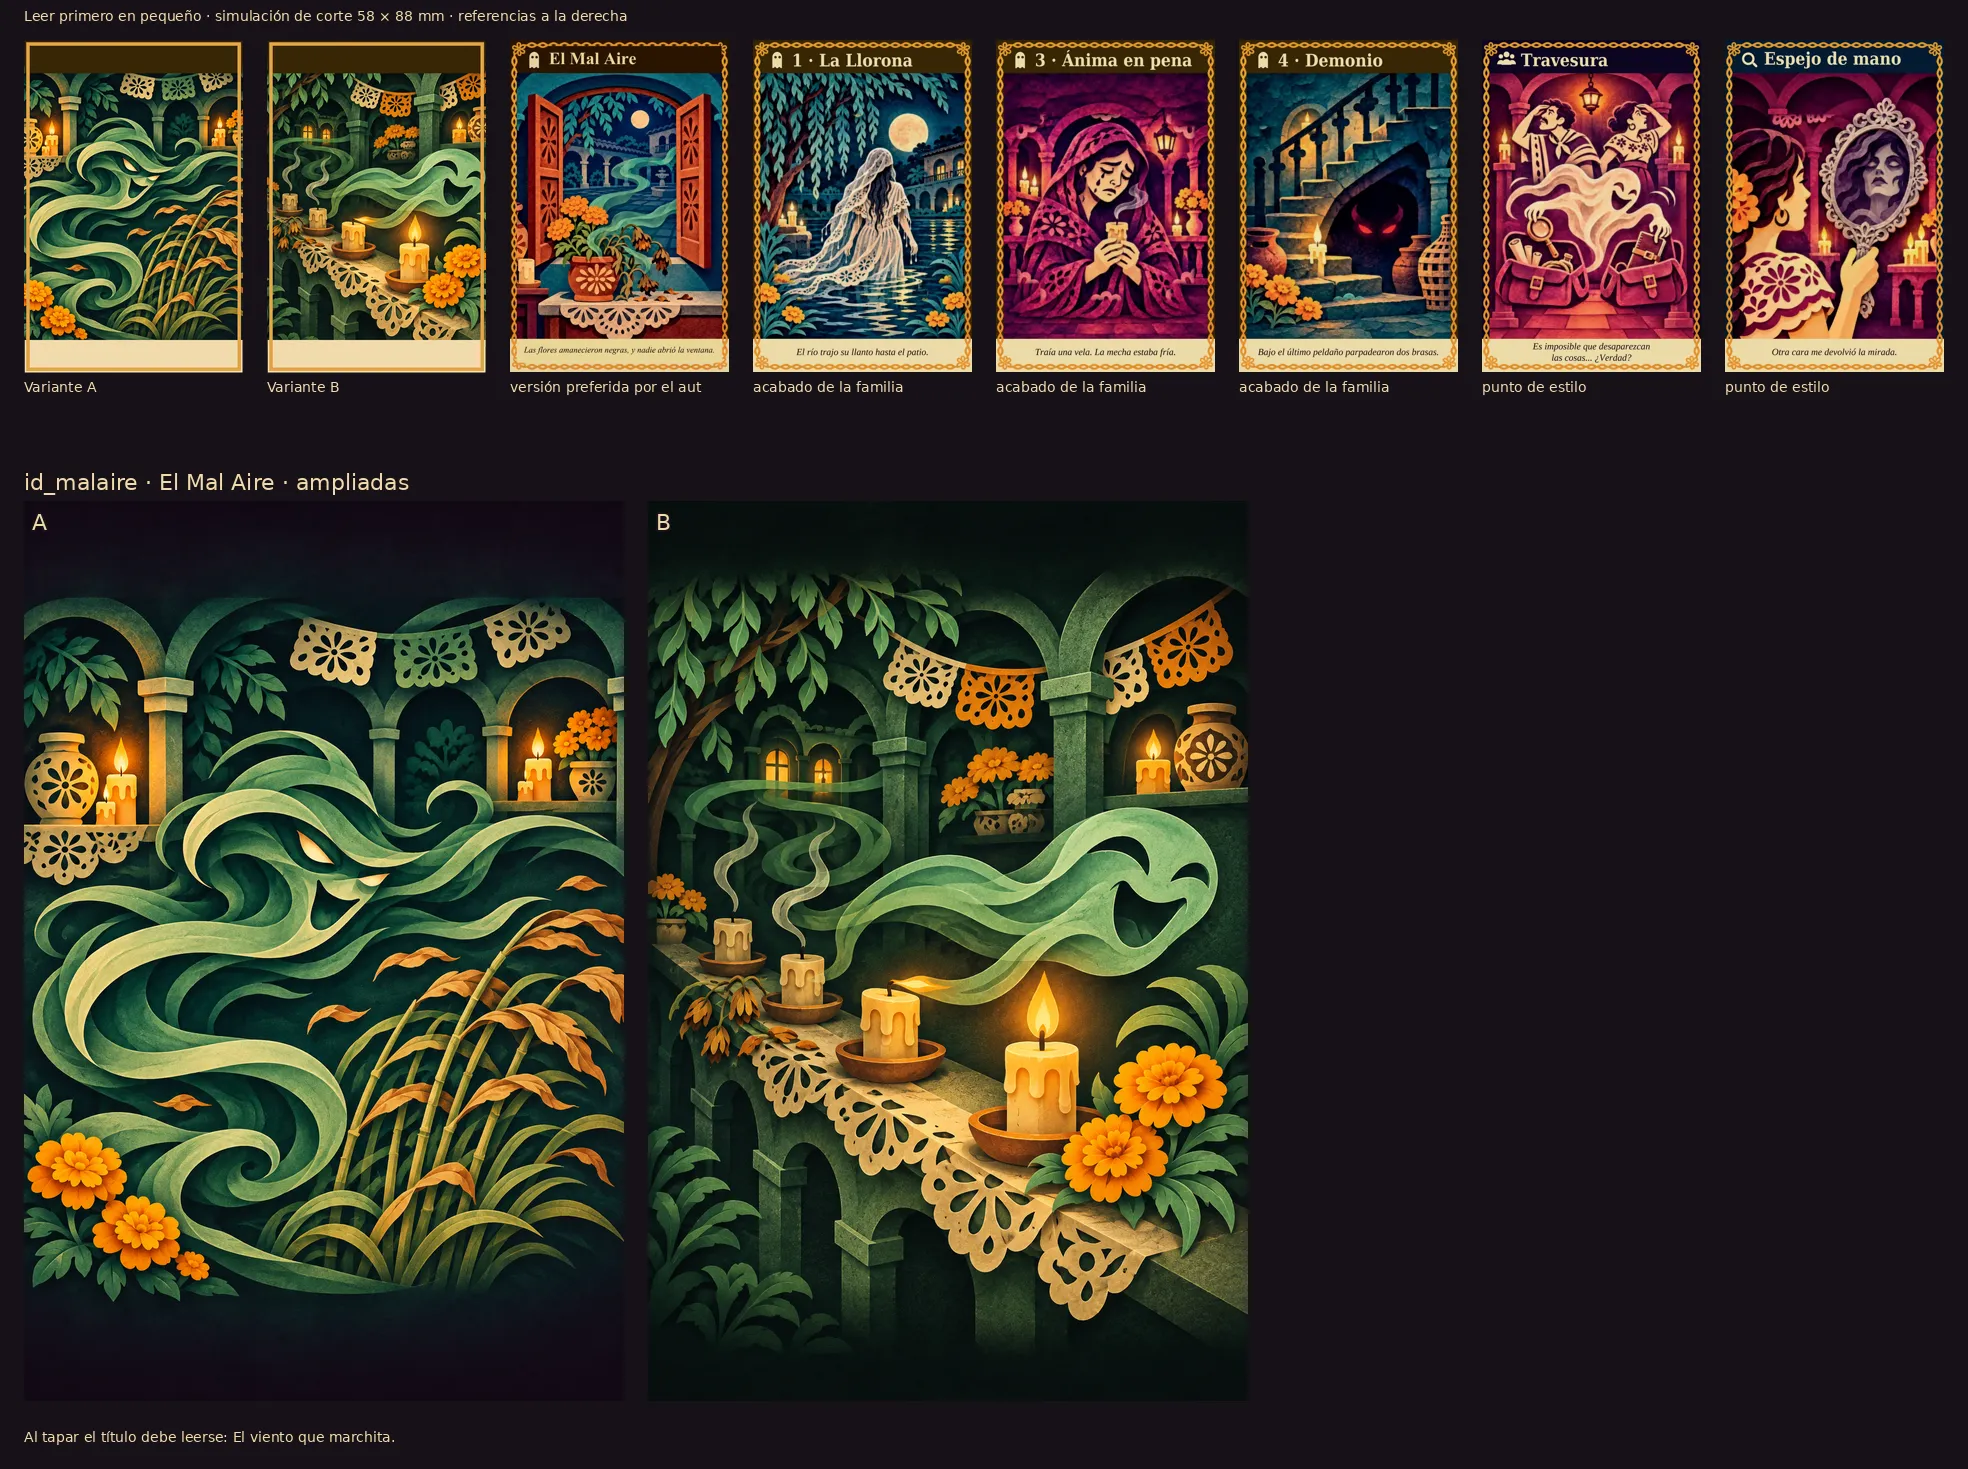 Leer primero en pequeño · simulación de corte 58 × 88 mm · referencias a la derecha
El Mal Aire
1 · La Llorona
3 · Ánima en pena
4 · Demonio
Travesura
Espejo de mano
Las flores amanecieron negras, y nadie abrió la ventana.
El río trajo su llanto hasta el patio.
Traía una vela. La mecha estaba fría.
Bajo el último peldaño parpadearon dos brasas.
Es imposible que desaparezcan
las cosas... ¿Verdad?
Otra cara me devolvió la mirada.
Variante A
Variante B
versión preferida por el aut
acabado de la familia
acabado de la familia
acabado de la familia
punto de estilo
punto de estilo
id_malaire · El Mal Aire · ampliadas
A
B
Al tapar el título debe leerse: El viento que marchita.